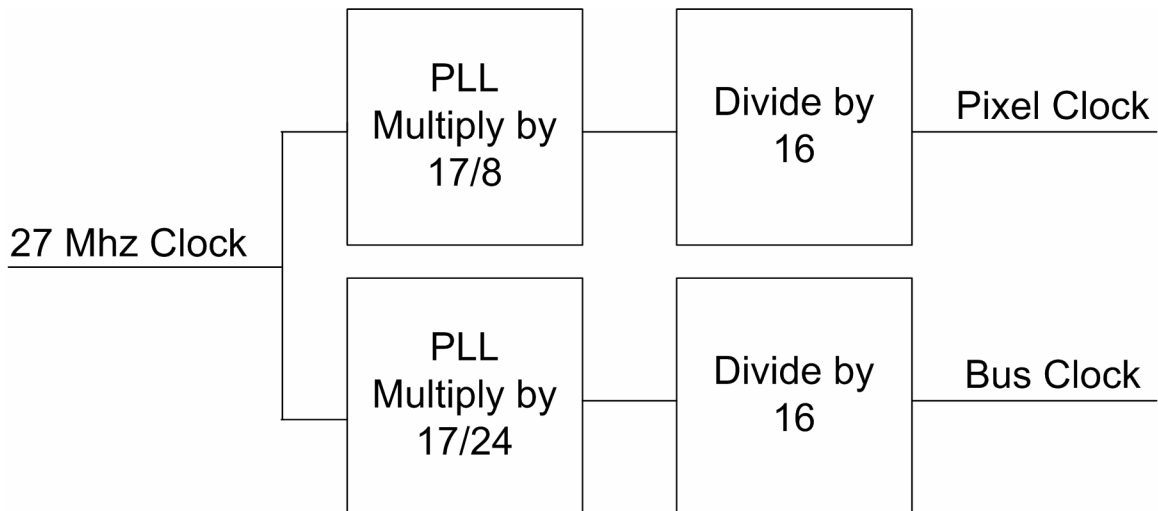 PLL
Multiply by
17/8
Divide by
16
Pixel Clock
27 Mhz Clock
PLL
Multiply by
17/24
Divide by
16
Bus Clock